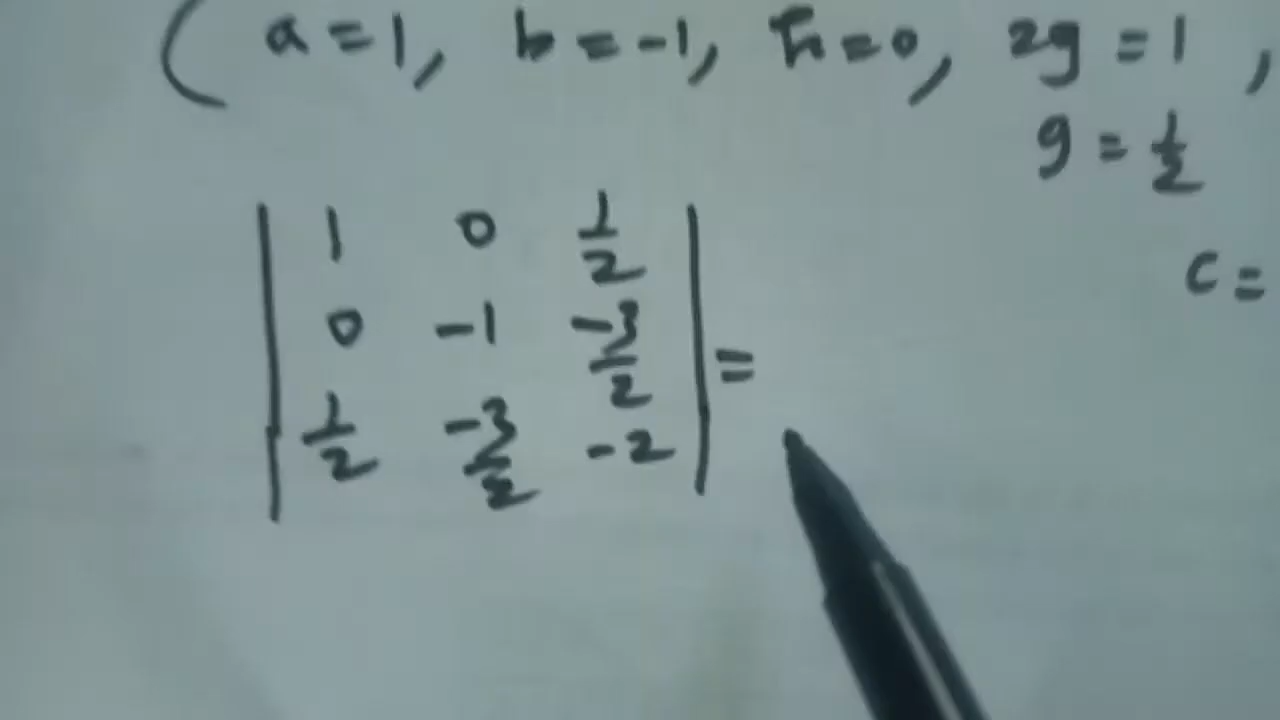 ( a = 1, b = -1, h = 0, 2g = 1 ,
g = 1/2
c =
| 1 0 1/2 |
| 0 -1 -3/2 | =
| 1/2 -3/2 -2 |